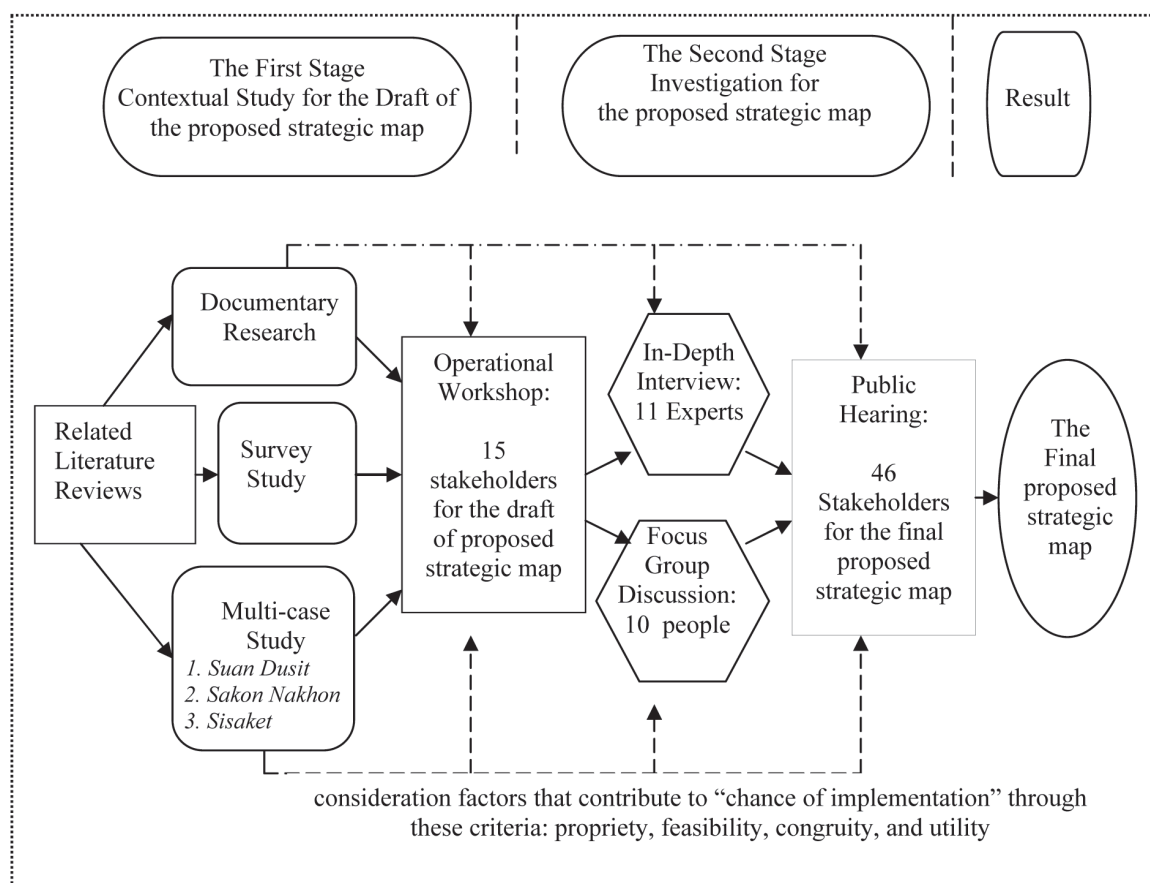 The First Stage
Contextual Study for the Draft of
the proposed strategic map
The Second Stage
Investigation for
the proposed strategic map
Result
Related
Literature
Reviews
Documentary
Research
Survey
Study
Multi-case
Study
1. Suan Dusit
2. Sakon Nakhon
3. Sisaket
Operational
Workshop:
15
stakeholders
for the draft
of proposed
strategic map
In-Depth
Interview:
11 Experts
Focus
Group
Discussion:
10 people
Public
Hearing:
46
Stakeholders
for the final
proposed
strategic map
The
Final
proposed
strategic
map
consideration factors that contribute to “chance of implementation” through
these criteria: propriety, feasibility, congruity, and utility